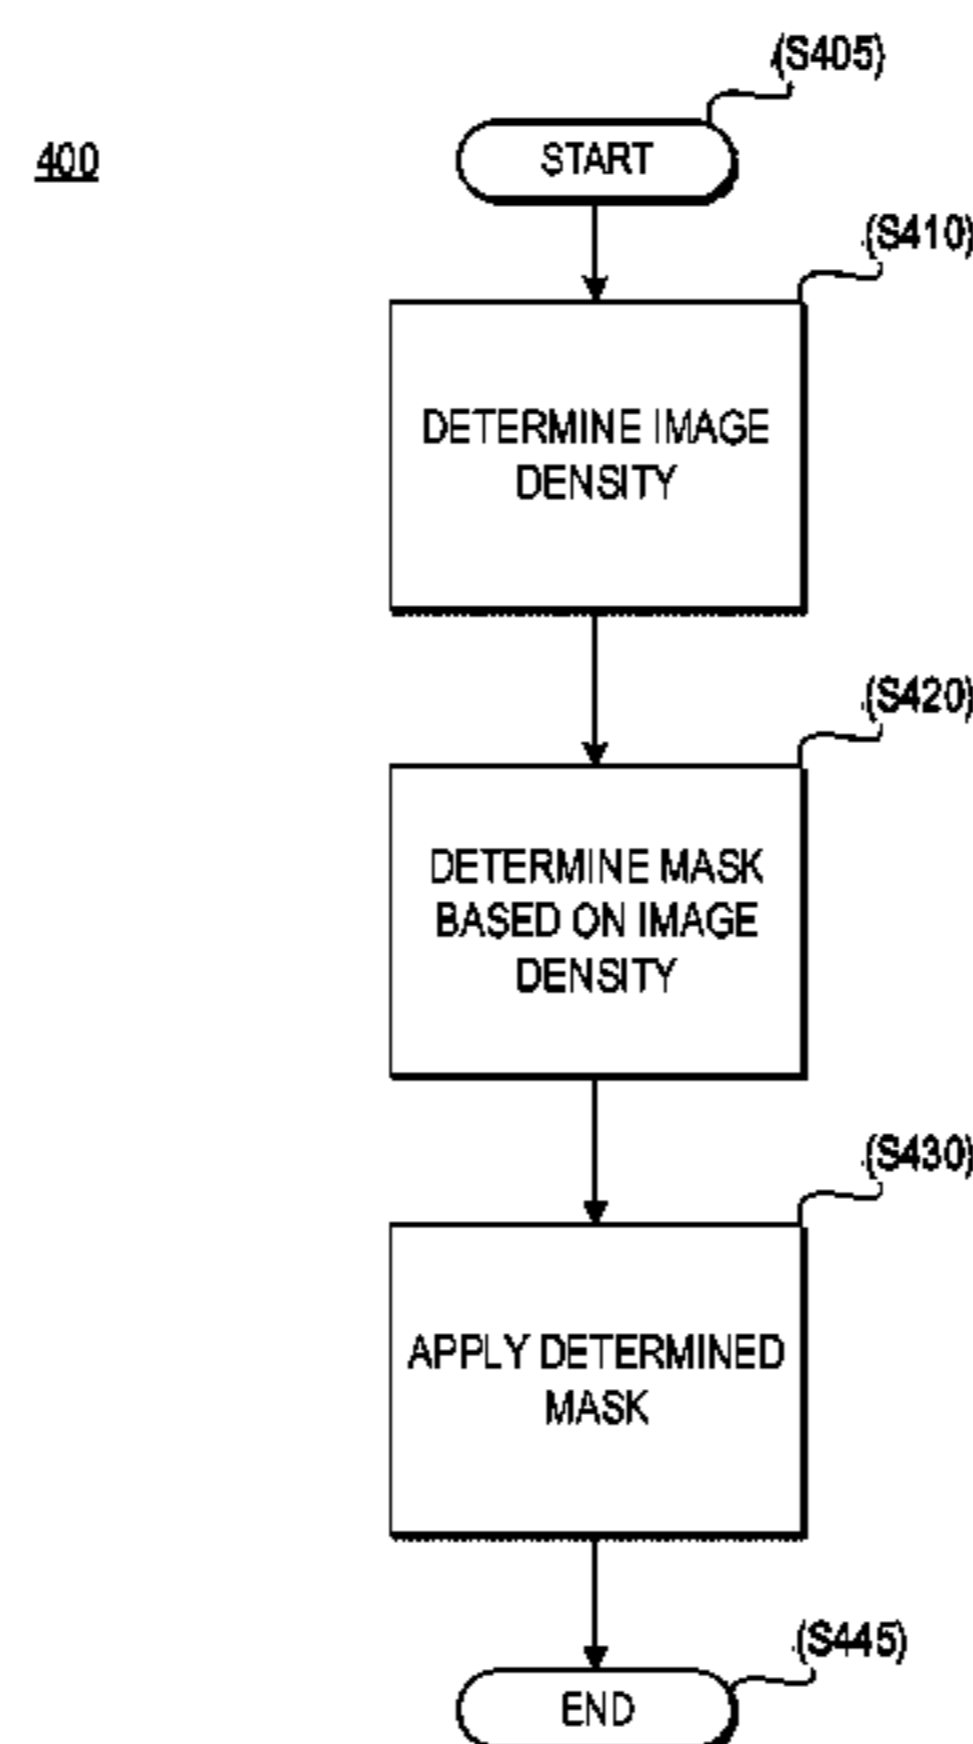 (S405)
400
START
(S410)
DETERMINE IMAGE
DENSITY
(S420)
DETERMINE MASK
BASED ON IMAGE
DENSITY
(S430)
APPLY DETERMINED
MASK
(S445)
END